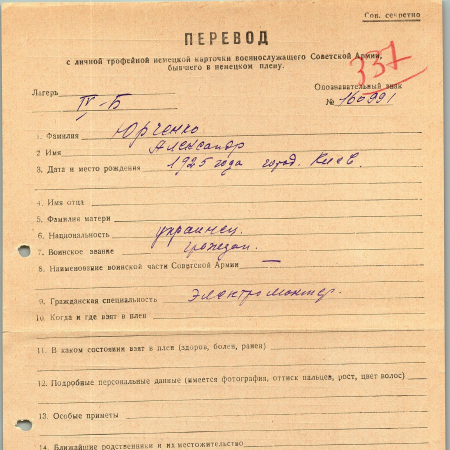 Сов. секретно
ПЕРЕВОД
с личной трофейной немецкой карточки военнослужащего Советской Армии,
бывшего в немецком плену.
337
Лагерь IV-Б
Опознавательный знак
№ 160991
1. Фамилия Юрченко
2 Имя Александр
3. Дата и место рождения 1925 года город. Киев.
4. Имя отца
5. Фамилия матери
6. Национальность украинец.
7. Воинское звание граждан.
8. Наименование воинской части Советской Армии —
9. Гражданская специальность электромонтер.
10. Когда и где взят в плен
11. В каком состоянии взят в плен (здоров, болен, ранен)
12. Подробные персональные данные (имеется фотография, оттиск пальцев, рост, цвет волос)
13. Особые приметы
14. Ближайшие родственники и их местожительство